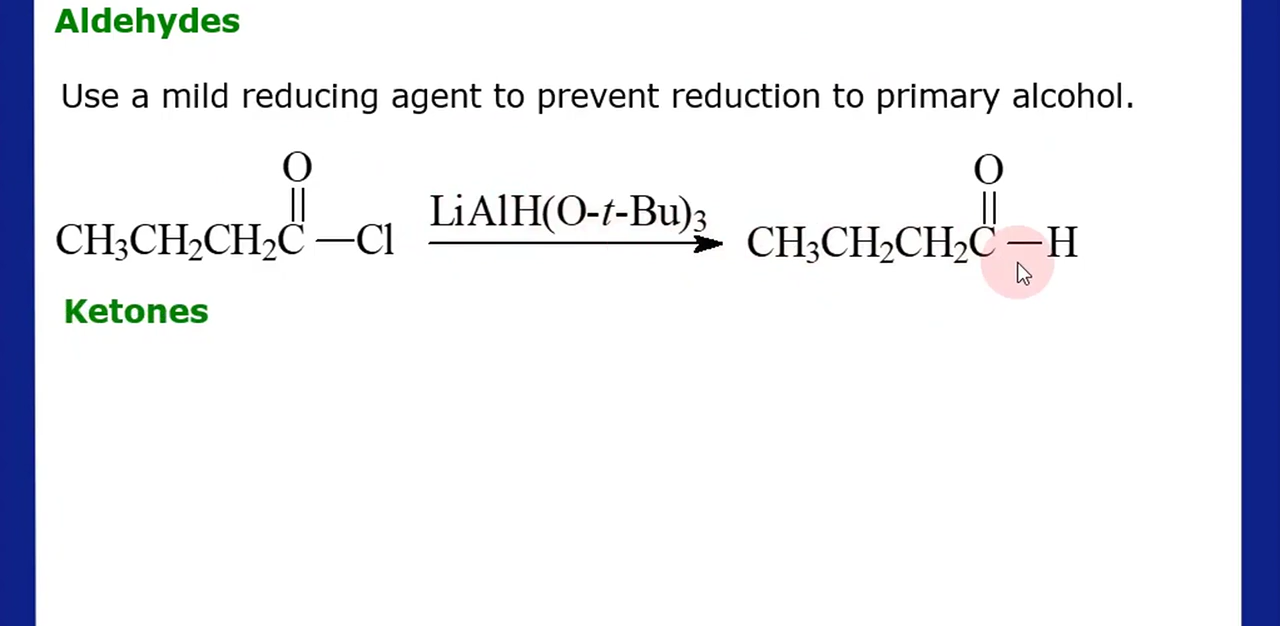 Aldehydes
Use a mild reducing agent to prevent reduction to primary alcohol.
O
||
CH₃CH₂CH₂C—Cl
LiAlH(O-t-Bu)₃
O
||
CH₃CH₂CH₂C—H
Ketones